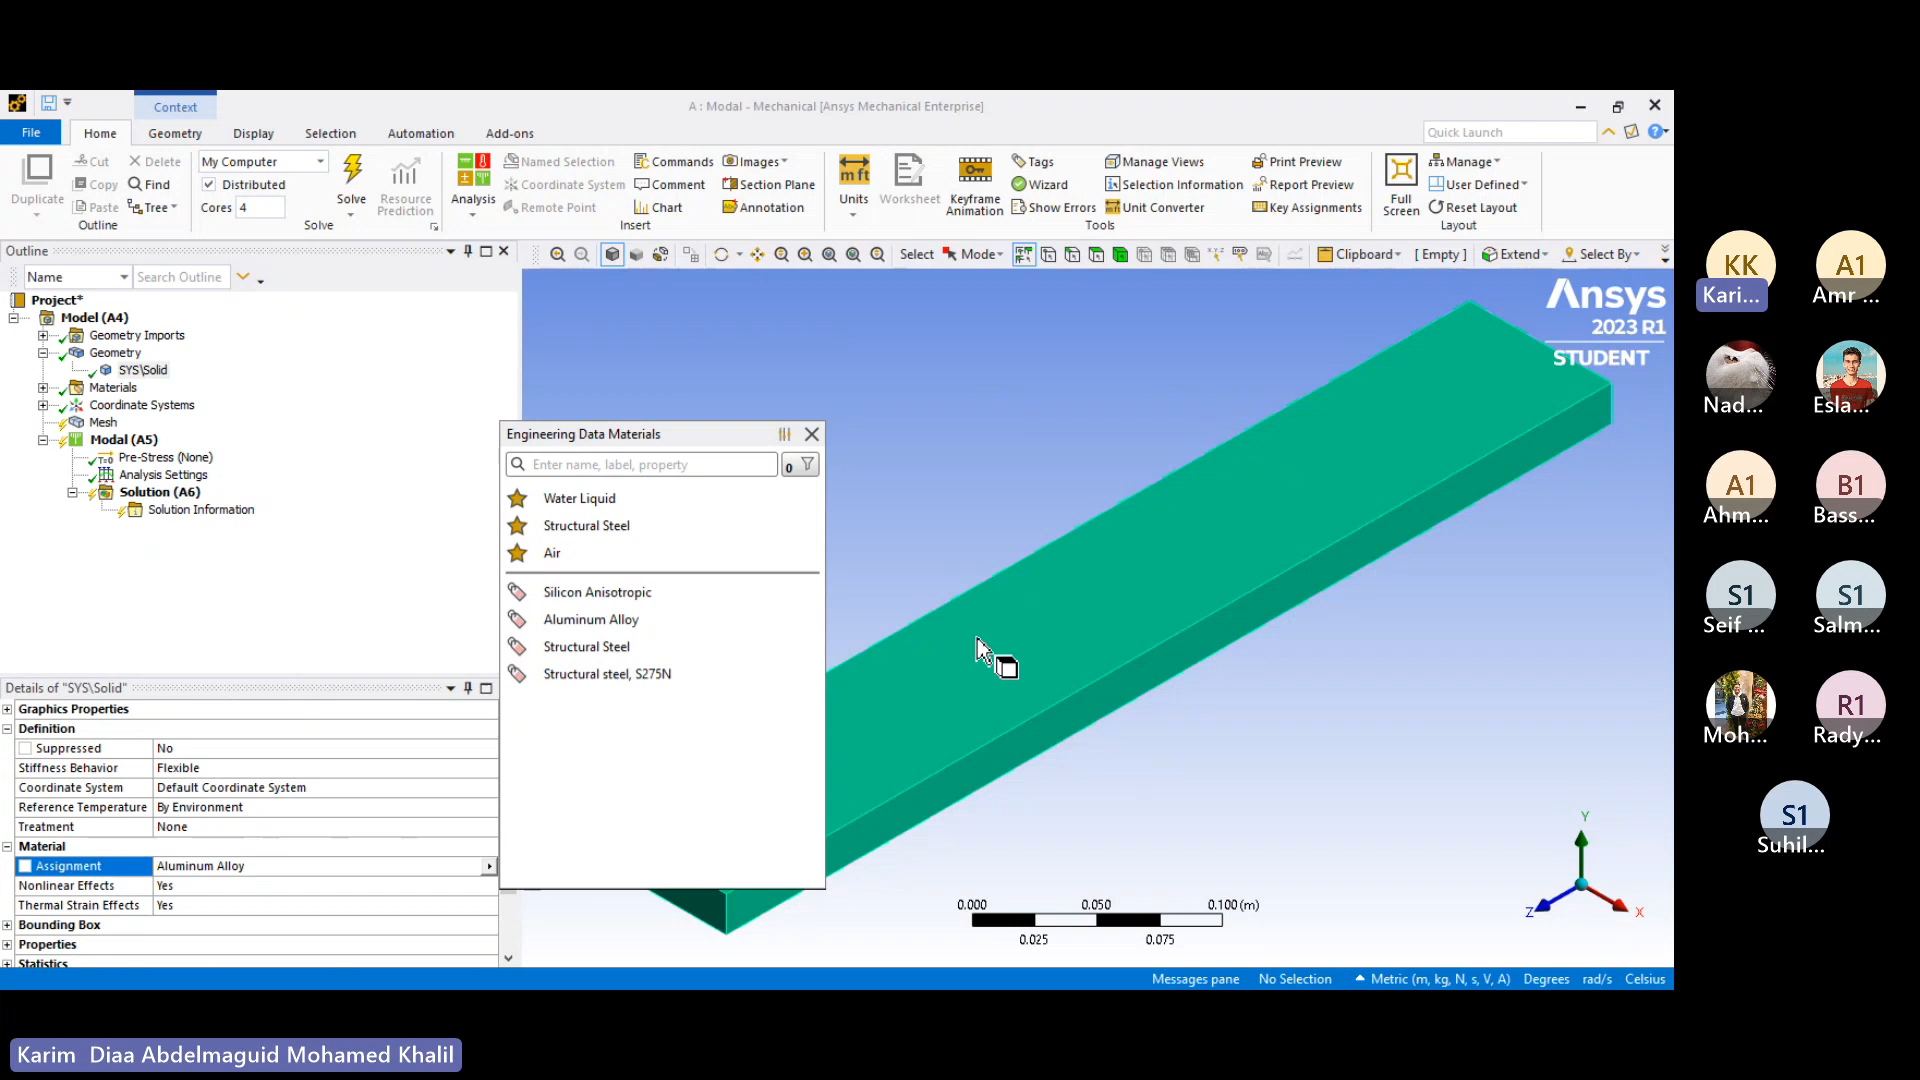 Context
A : Modal - Mechanical [Ansys Mechanical Enterprise]
File Home Geometry Display Selection Automation Add-ons Quick Launch
Duplicate
Cut
Copy
Paste
Delete
Find
Tree
Outline
My Computer
Distributed
Cores 4
Solve
Resource Prediction
Solve
Analysis
Named Selection
Coordinate System
Remote Point
Commands
Comment
Chart
Images
Section Plane
Annotation
Insert
Units
Worksheet
Keyframe Animation
Tags
Wizard
Show Errors
Manage Views
Selection Information
Unit Converter
Print Preview
Report Preview
Key Assignments
Tools
Full Screen
Manage
User Defined
Reset Layout
Layout
Outline
Name Search Outline
Select Mode Clipboard [ Empty ] Extend Select By
Project*
Model (A4)
Geometry Imports
Geometry
SYS\Solid
Materials
Coordinate Systems
Mesh
Modal (A5)
Pre-Stress (None)
Analysis Settings
Solution (A6)
Solution Information
Ansys
2023 R1
STUDENT
Engineering Data Materials
Enter name, label, property 0
Water Liquid
Structural Steel
Air
Silicon Anisotropic
Aluminum Alloy
Structural Steel
Structural steel, S275N
Details of "SYS\Solid"
Graphics Properties
Definition
Suppressed No
Stiffness Behavior Flexible
Coordinate System Default Coordinate System
Reference Temperature By Environment
Treatment None
Material
Assignment Aluminum Alloy
Nonlinear Effects Yes
Thermal Strain Effects Yes
Bounding Box
Properties
Statistics
0.000 0.050 0.100 (m)
0.025 0.075
Y
Z X
Messages pane No Selection Metric (m, kg, N, s, V, A) Degrees rad/s Celsius
KK A1
Kari... Amr ...
Nad... Esla...
A1 B1
Ahm... Bass...
S1 S1
Seif ... Salm...
R1
Moh... Rady...
S1
Suhil...
Karim Diaa Abdelmaguid Mohamed Khalil